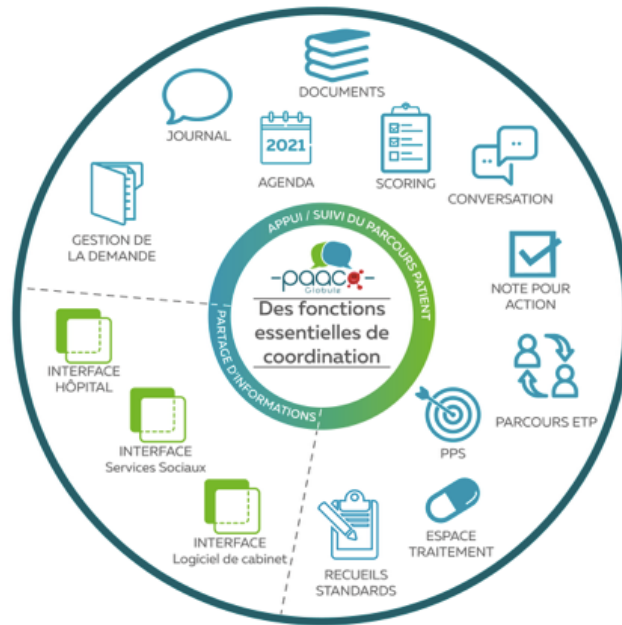 DOCUMENTS
JOURNAL
2021
AGENDA
SCORING
CONVERSATION
GESTION DE
LA DEMANDE
NOTE POUR
ACTION
APPUI / SUIVI DU PARCOURS PATIENT
-paaco-
Globule
Des fonctions
essentielles de
coordination
PARTAGE D'INFORMATIONS
INTERFACE
HÔPITAL
PARCOURS ETP
INTERFACE
Services Sociaux
PPS
INTERFACE
Logiciel de cabinet
ESPACE
TRAITEMENT
RECUEILS
STANDARDS